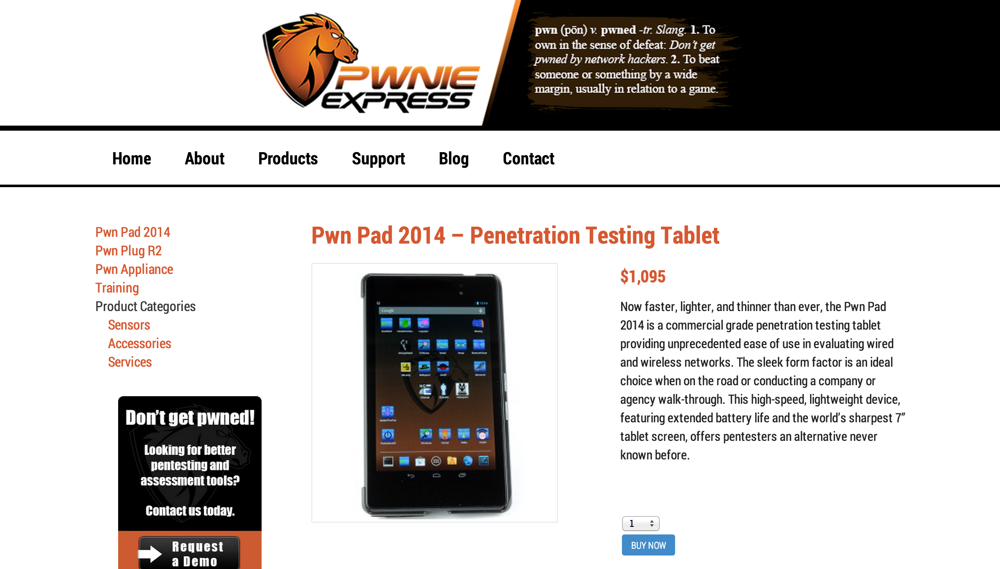 PWNIE
EXPRESS
pwn (pōn) v. pwned -tr. Slang. 1. To
own in the sense of defeat: Don't get
pwned by network hackers. 2. To beat
someone or something by a wide
margin, usually in relation to a game.
Home About Products Support Blog Contact
Pwn Pad 2014
Pwn Plug R2
Pwn Appliance
Training
Product Categories
Sensors
Accessories
Services
Don't get pwned!
Looking for better
pentesting and
assessment tools?
Contact us today.
Request
a Demo
Pwn Pad 2014 – Penetration Testing Tablet
Google
12:13
$1,095
Now faster, lighter, and thinner than ever, the Pwn Pad
2014 is a commercial grade penetration testing tablet
providing unprecedented ease of use in evaluating wired
and wireless networks. The sleek form factor is an ideal
choice when on the road or conducting a company or
agency walk-through. This high-speed, lightweight device,
featuring extended battery life and the world's sharpest 7”
tablet screen, offers pentesters an alternative never
known before.
1
BUY NOW